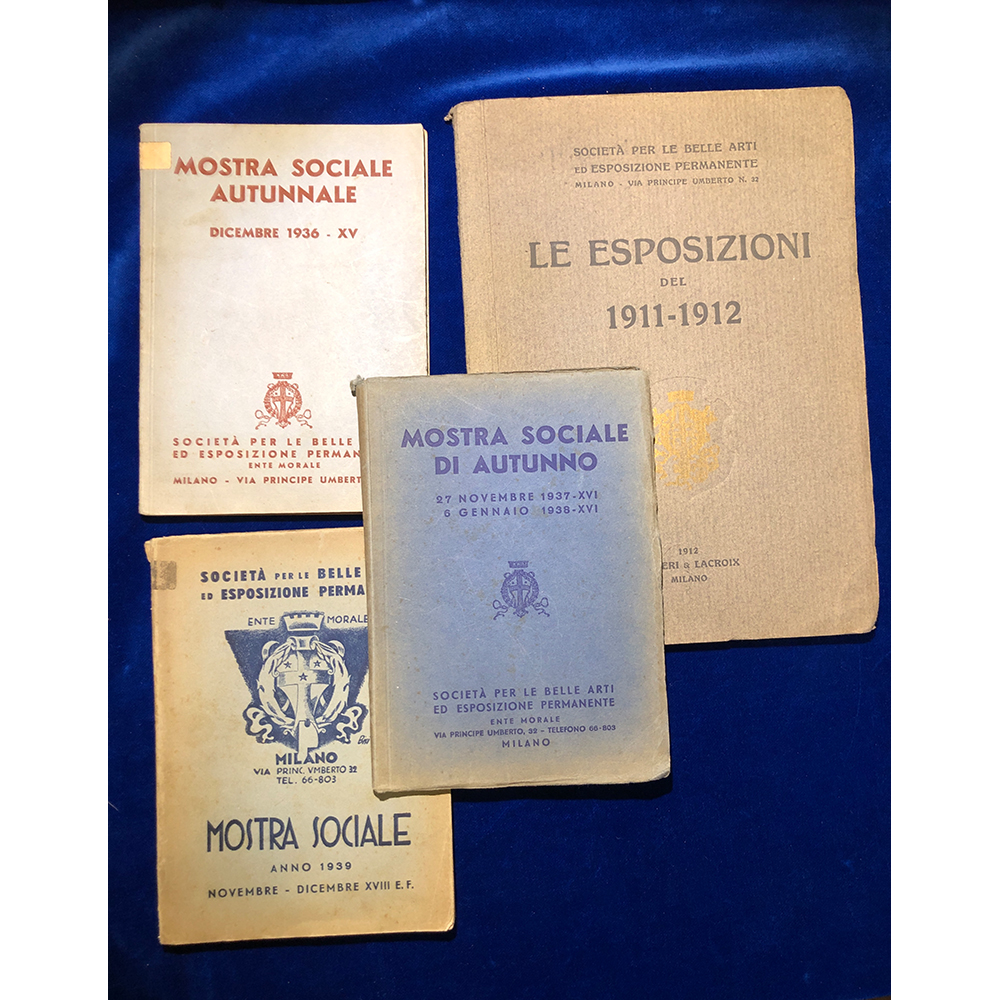 MOSTRA SOCIALE
AUTUNNALE
DICEMBRE 1936 - XV
SOCIETÀ PER LE BELLE
ED ESPOSIZIONE PERMAN
ENTE MORALE
MILANO - VIA PRINCIPE UMBERT
SOCIETÀ PER LE BELLE ARTI
ED ESPOSIZIONE PERMANENTE
MILANO - VIA PRINCIPE UMBERTO N. 32
LE ESPOSIZIONI
DEL
1911-1912
1912
ERI & LACROIX
MILANO
MOSTRA SOCIALE
DI AUTUNNO
27 NOVEMBRE 1937-XVI
6 GENNAIO 1938-XVI
SOCIETÀ PER LE BELLE ARTI
ED ESPOSIZIONE PERMANENTE
ENTE MORALE
VIA PRINCIPE UMBERTO, 32 - TELEFONO 66-803
MILANO
SOCIETÀ PER LE BELLE
ED ESPOSIZIONE PERMA
ENTE MORALE
MILANO
VIA PRINC. VMBERTO 32
TEL. 66-803
MOSTRA SOCIALE
ANNO 1939
NOVEMBRE - DICEMBRE XVIII E. F.